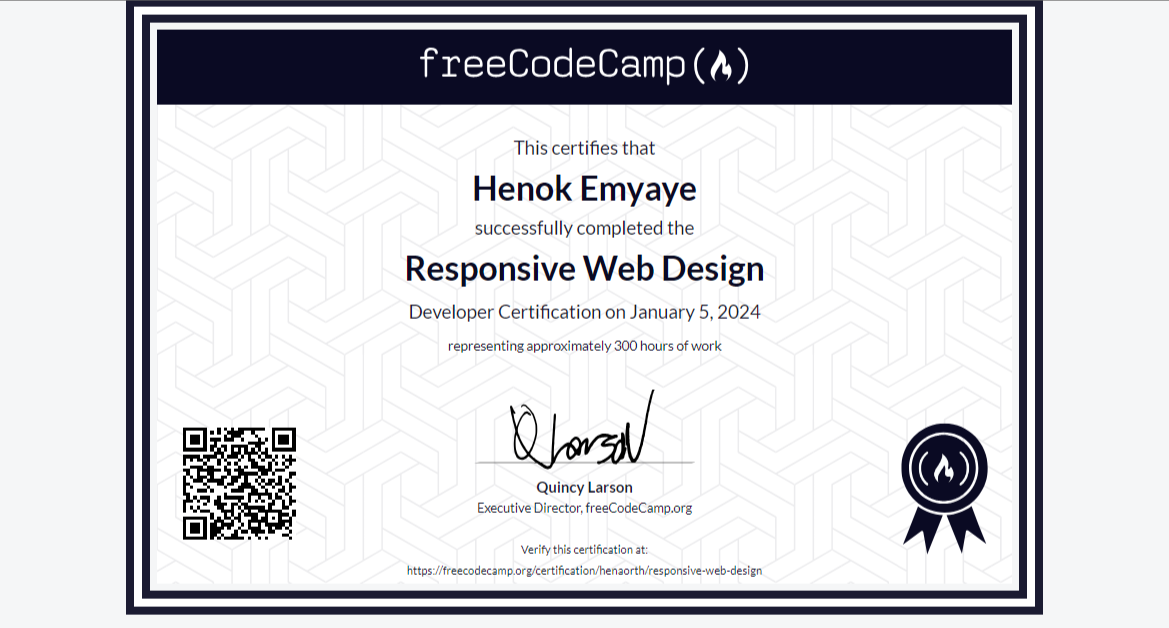 freeCodeCamp
This certifies that
Henok Emyaye
successfully completed the
Responsive Web Design
Developer Certification on January 5, 2024
representing approximately 300 hours of work
Quincy Larson
Executive Director, freeCodeCamp.org
Verify this certification at:
https://freecodecamp.org/certification/henaorth/responsive-web-design